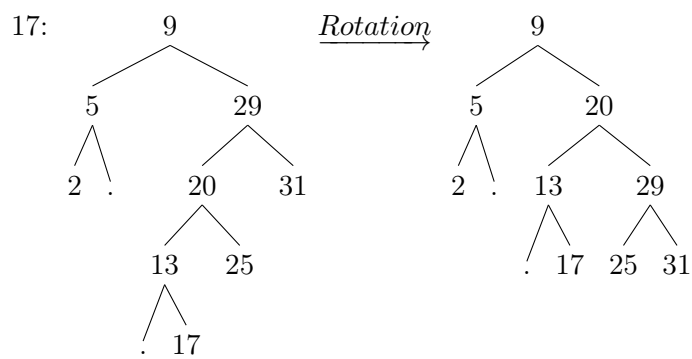 17: 9 Rotation 9
5 29 5 20
2 . 20 31 2 . 13 29
13 25 . 17 25 31
. 17